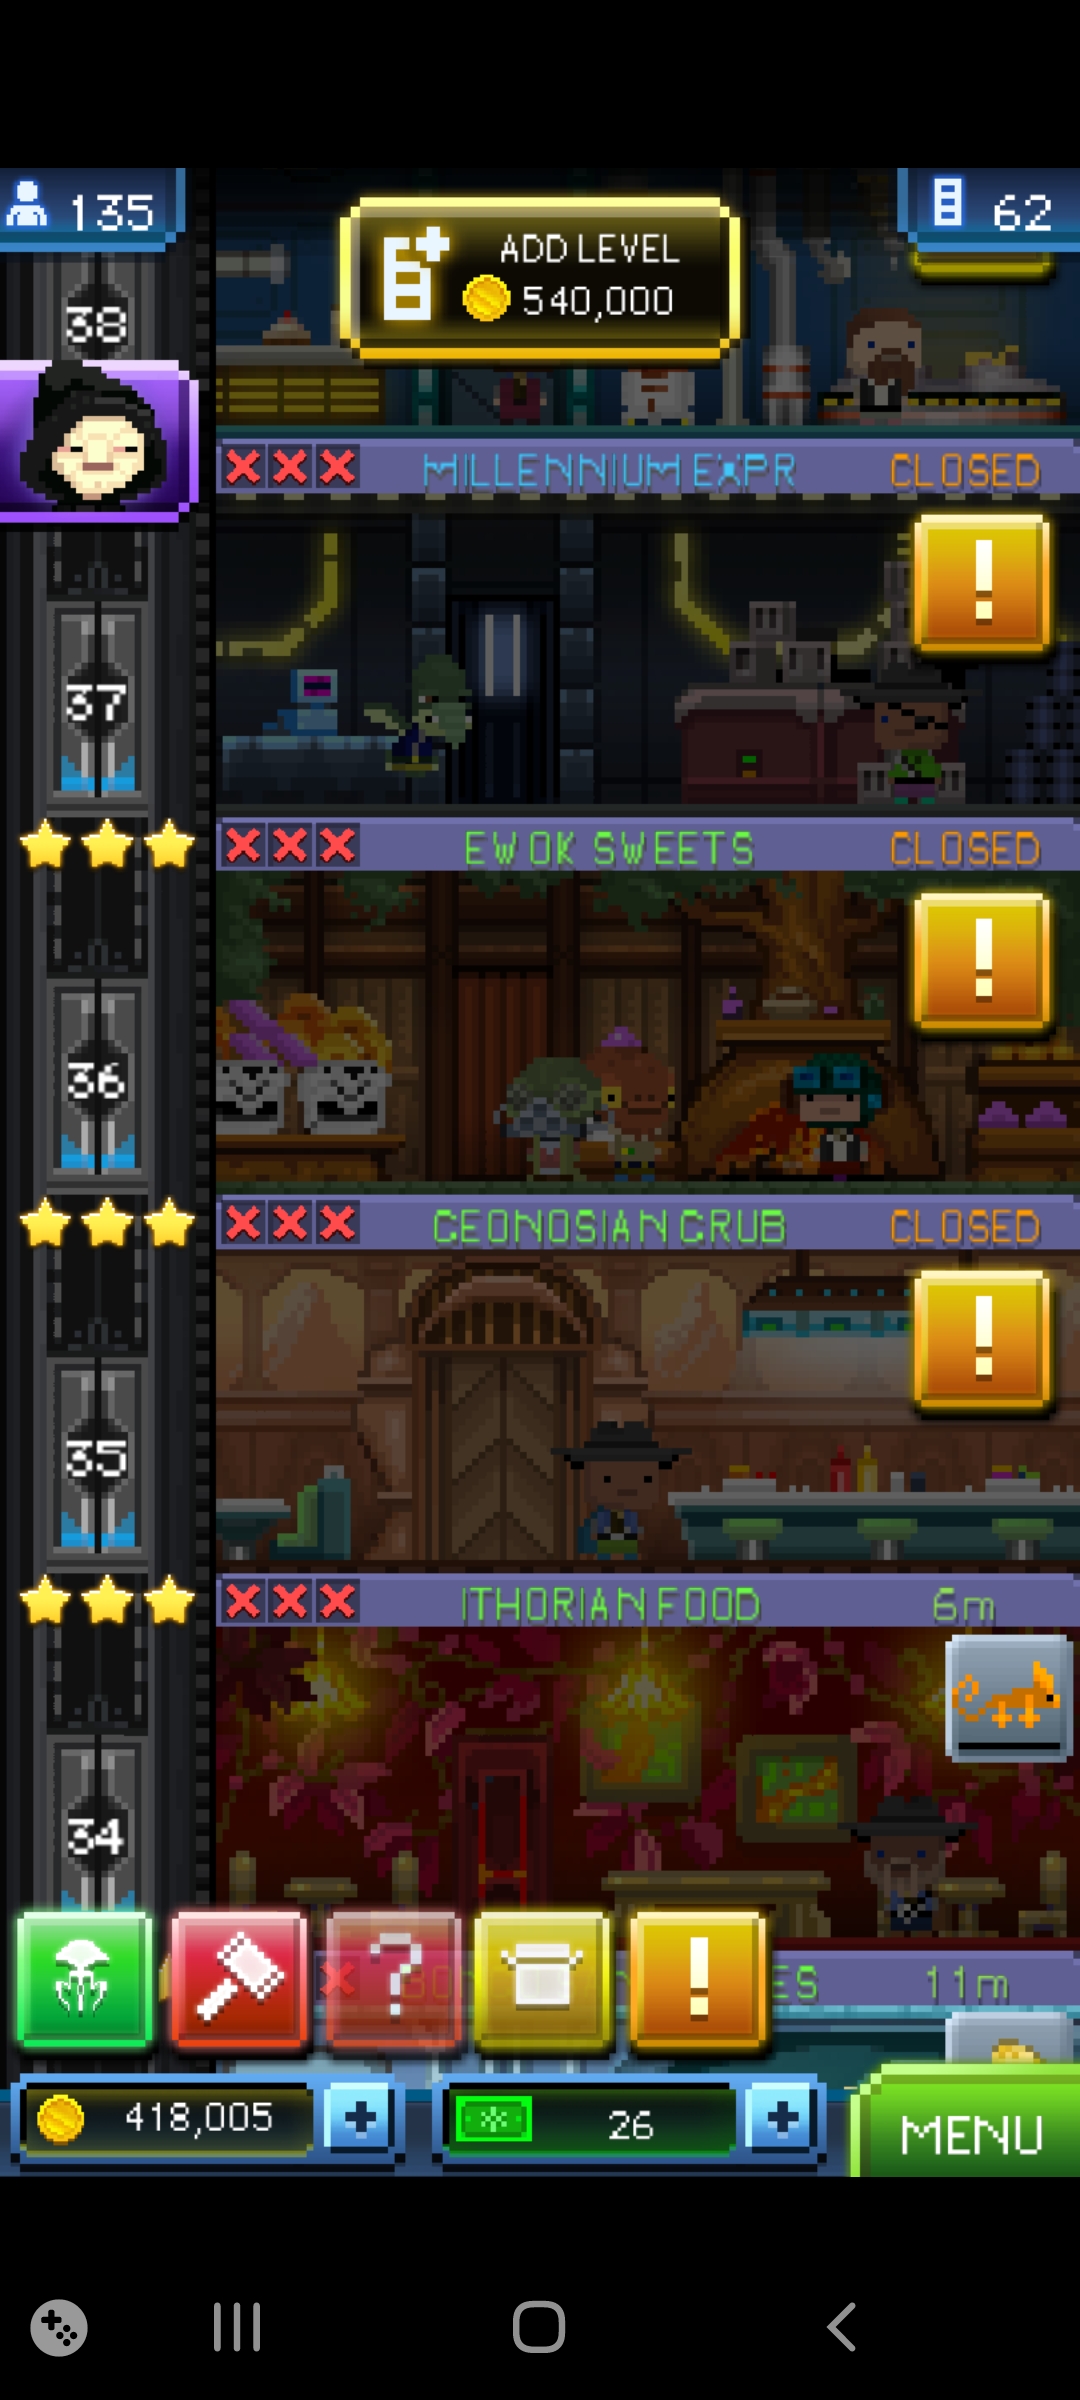 135
62
ADD LEVEL
540,000
38
MILLENNIUM EXPR
CLOSED
37
EWOK SWEETS
CLOSED
36
GEONOSIAN GRUB
CLOSED
35
ITHORIAN FOOD
6m
34
ES
11m
418,005
26
MENU